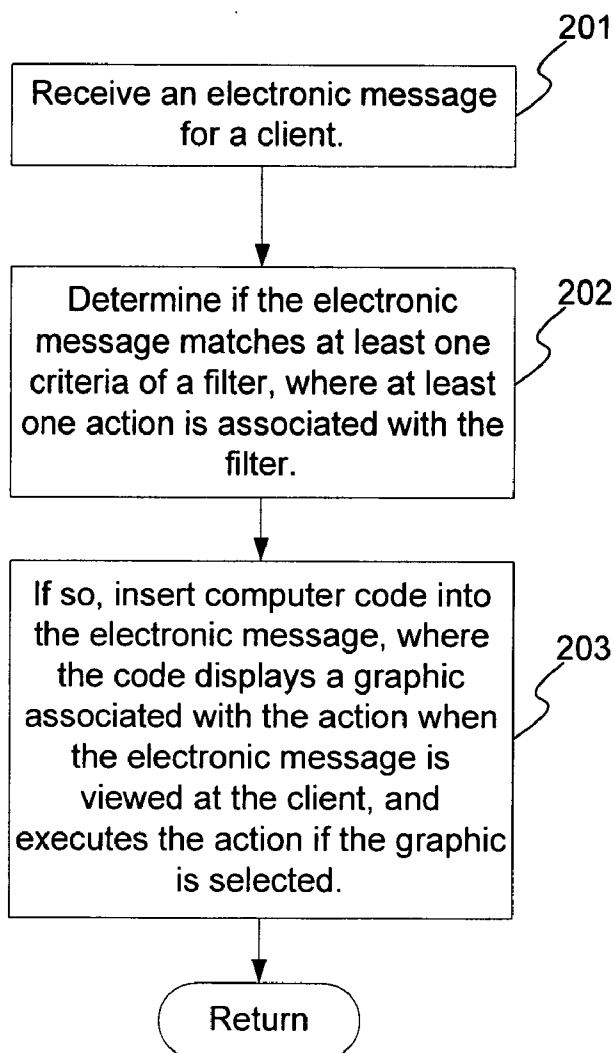 201
Receive an electronic message
for a client.
202
Determine if the electronic
message matches at least one
criteria of a filter, where at least
one action is associated with the
filter.
If so, insert computer code into
the electronic message, where
the code displays a graphic
associated with the action when
the electronic message is
viewed at the client, and
executes the action if the graphic
is selected.
203
Return